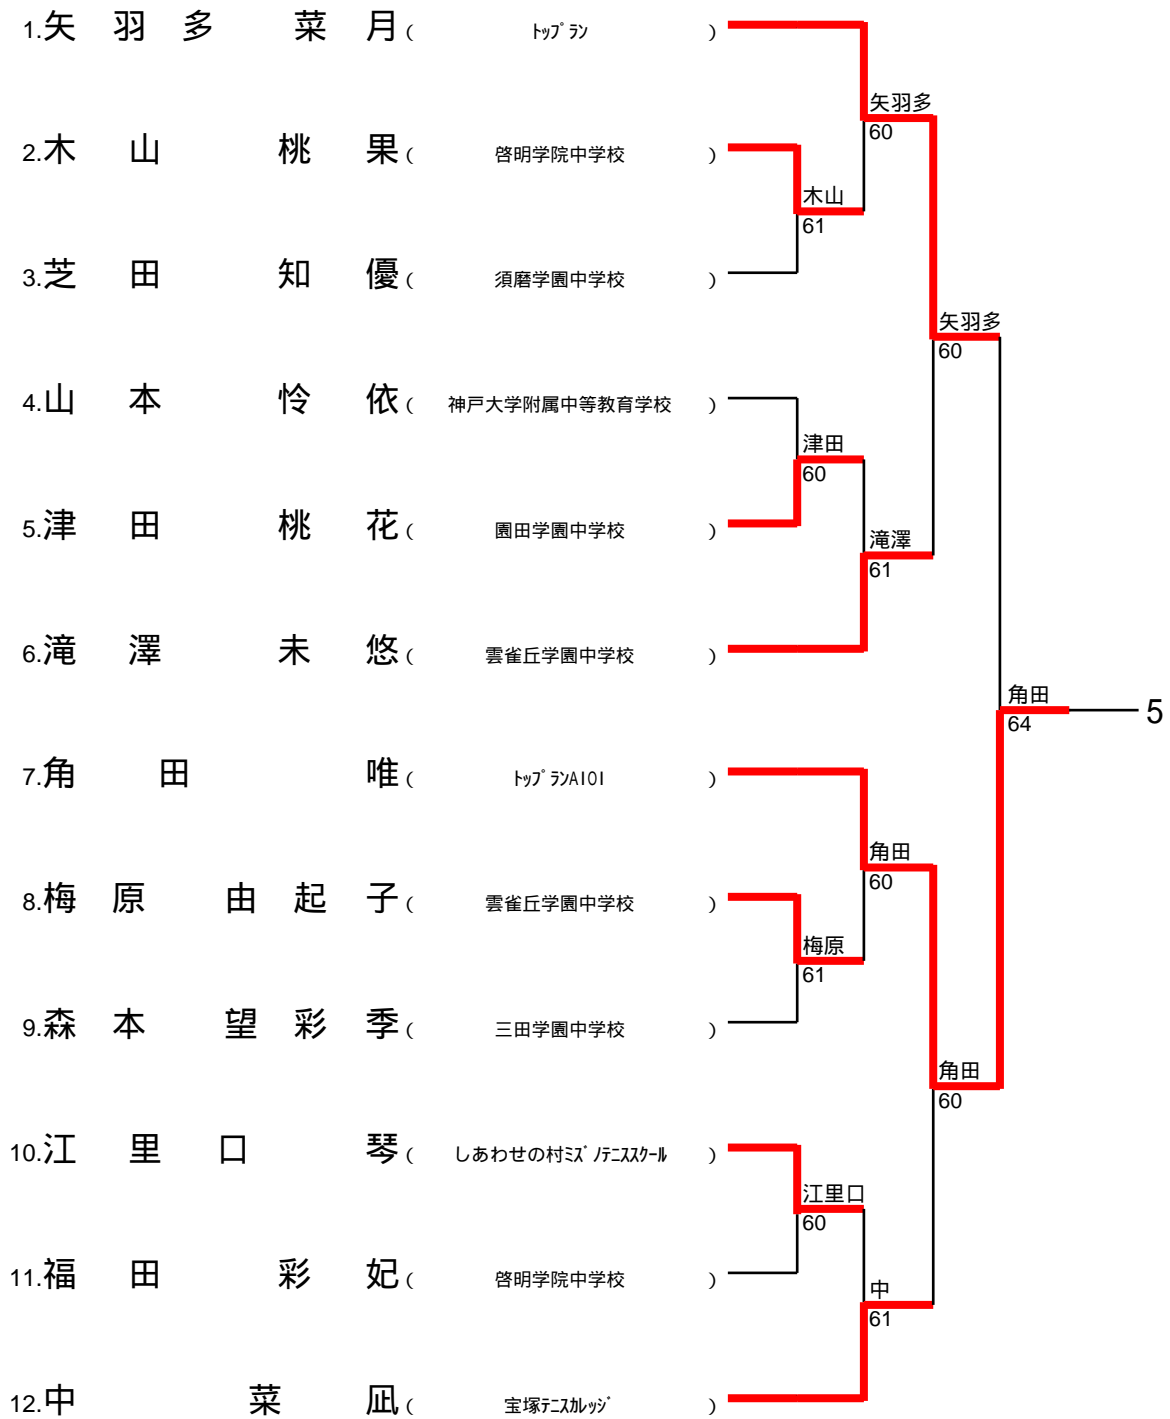 1.矢羽多 菜月( ﾄｯﾌﾟﾗﾝ )
矢羽多
60
2.木山 桃果( 啓明学院中学校 )
木山
61
3.芝田 知優( 須磨学園中学校 )
矢羽多
60
4.山本 怜依( 神戸大学附属中等教育学校 )
津田
60
5.津田 桃花( 園田学園中学校 )
滝澤
61
6.滝澤 未悠( 雲雀丘学園中学校 )
角田
64
5
7.角田 唯( ﾄｯﾌﾟﾗﾝA101 )
角田
60
8.梅原 由起子( 雲雀丘学園中学校 )
梅原
61
9.森本 望彩季( 三田学園中学校 )
角田
60
10.江里口 琴( しあわせの村ﾐｽﾞﾉﾃﾆｽｽｸｰﾙ )
江里口
60
11.福田 彩妃( 啓明学院中学校 )
中
61
12.中 菜凪( 宝塚ﾃﾆｽｶﾚｯｼﾞ )